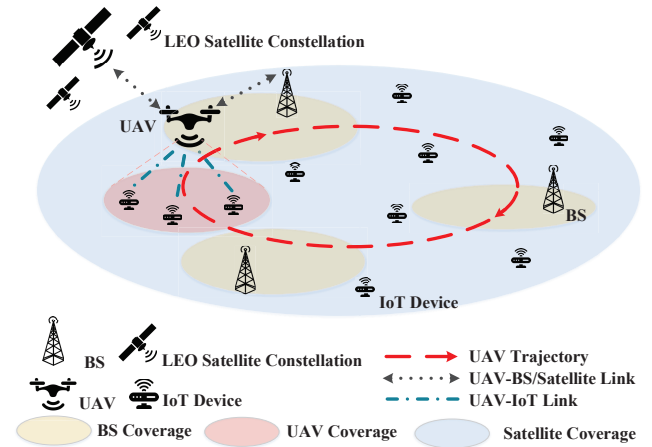 LEO Satellite Constellation
UAV
BS
IoT Device
BS
LEO Satellite Constellation
UAV Trajectory
UAV-BS/Satellite Link
UAV
IoT Device
UAV-IoT Link
BS Coverage
UAV Coverage
Satellite Coverage